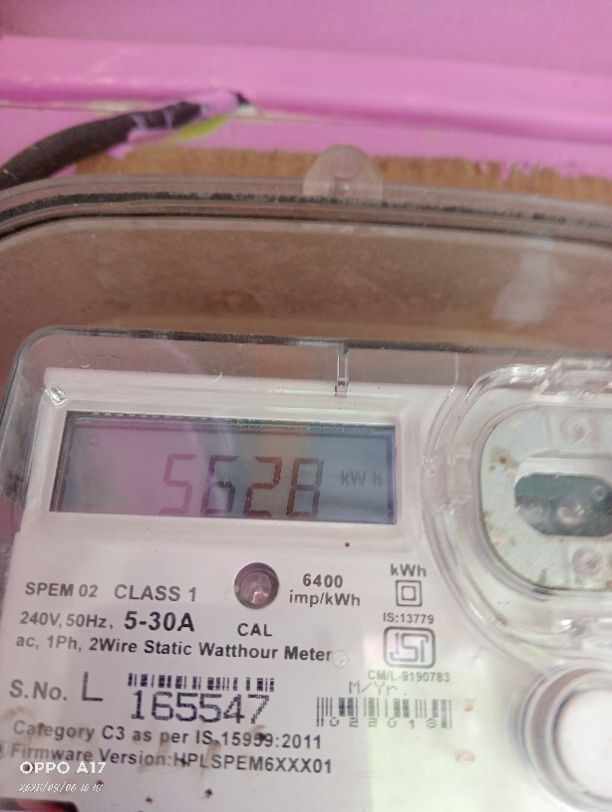 5628 kWh
SPEM 02 CLASS 1
6400
imp/kWh
kWh
240V, 50Hz, 5-30A
CAL
IS:13779
ISI
ac, 1Ph, 2Wire Static Watthour Meter
CM/L-9190783
M/Yr.
S.No. L 165547
Category C3 as per IS 15959:2011
Firmware Version:HPLSPEM6XXX01
OPPO A17